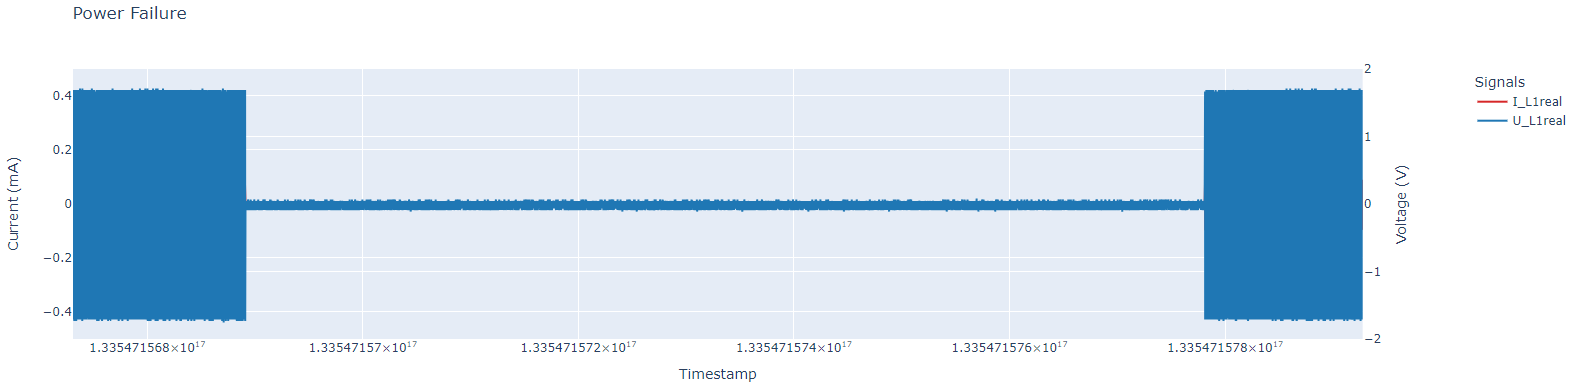 Power Failure
Signals
I_L1real
U_L1real
Current (mA)
0.4
0.2
0
−0.2
−0.4
Voltage (V)
2
1
0
−1
−2
1.335471568×10¹⁷
1.33547157×10¹⁷
1.335471572×10¹⁷
1.335471574×10¹⁷
1.335471576×10¹⁷
1.335471578×10¹⁷
Timestamp